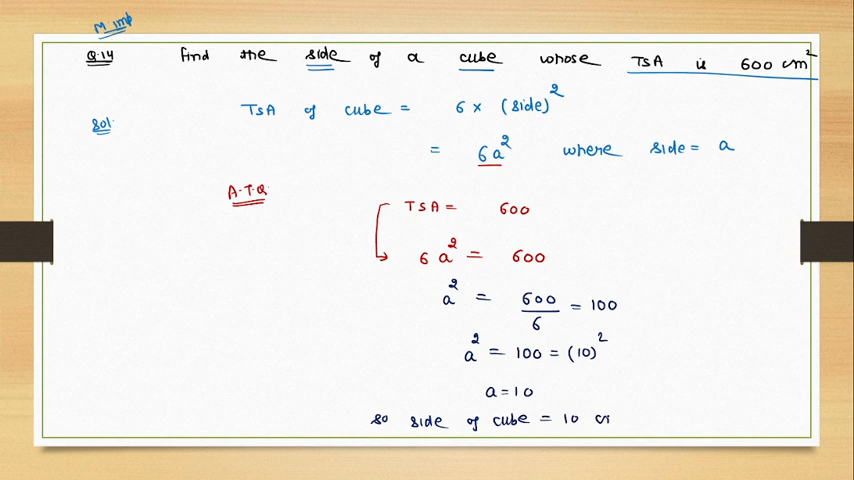 M imp
Q.14 Find the side of a cube whose TSA is 600 cm²
Sol. TSA of cube = 6 × (side)²
= 6a² where side = a
A.T.Q.
TSA = 600
6a² = 600
a² = 600/6 = 100
a² = 100 = (10)²
a = 10
so side of cube = 10 c